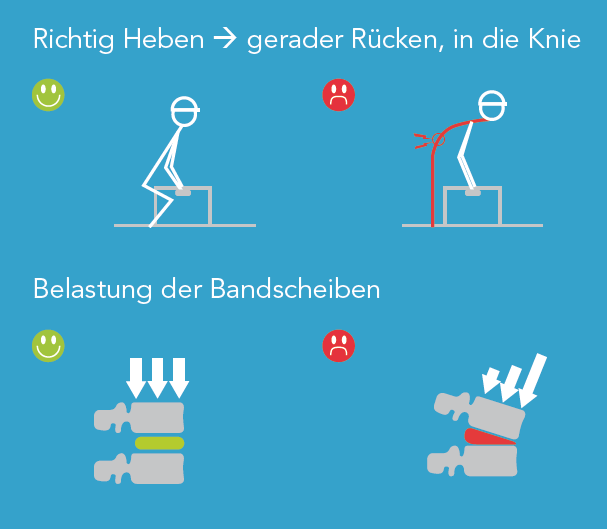 Richtig Heben → gerader Rücken, in die Knie
Belastung der Bandscheiben